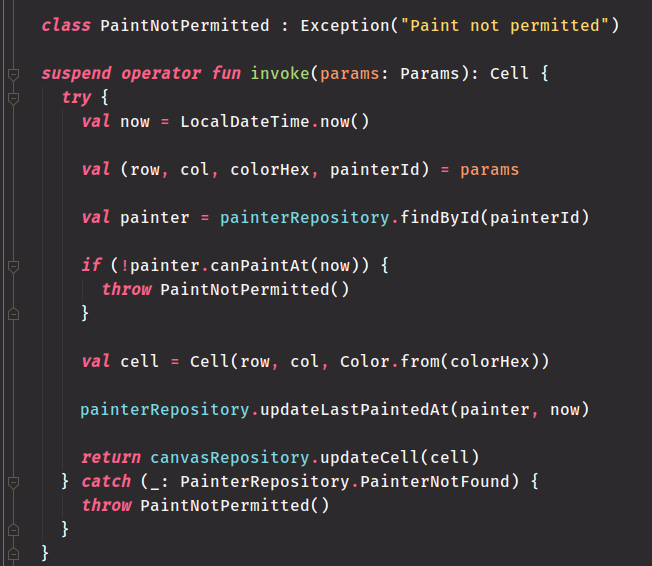 class PaintNotPermitted : Exception("Paint not permitted")
suspend operator fun invoke(params: Params): Cell {
try {
val now = LocalDateTime.now()
val (row, col, colorHex, painterId) = params
val painter = painterRepository.findById(painterId)
if (!painter.canPaintAt(now)) {
throw PaintNotPermitted()
}
val cell = Cell(row, col, Color.from(colorHex))
painterRepository.updateLastPaintedAt(painter, now)
return canvasRepository.updateCell(cell)
} catch (_: PainterRepository.PainterNotFound) {
throw PaintNotPermitted()
}
}